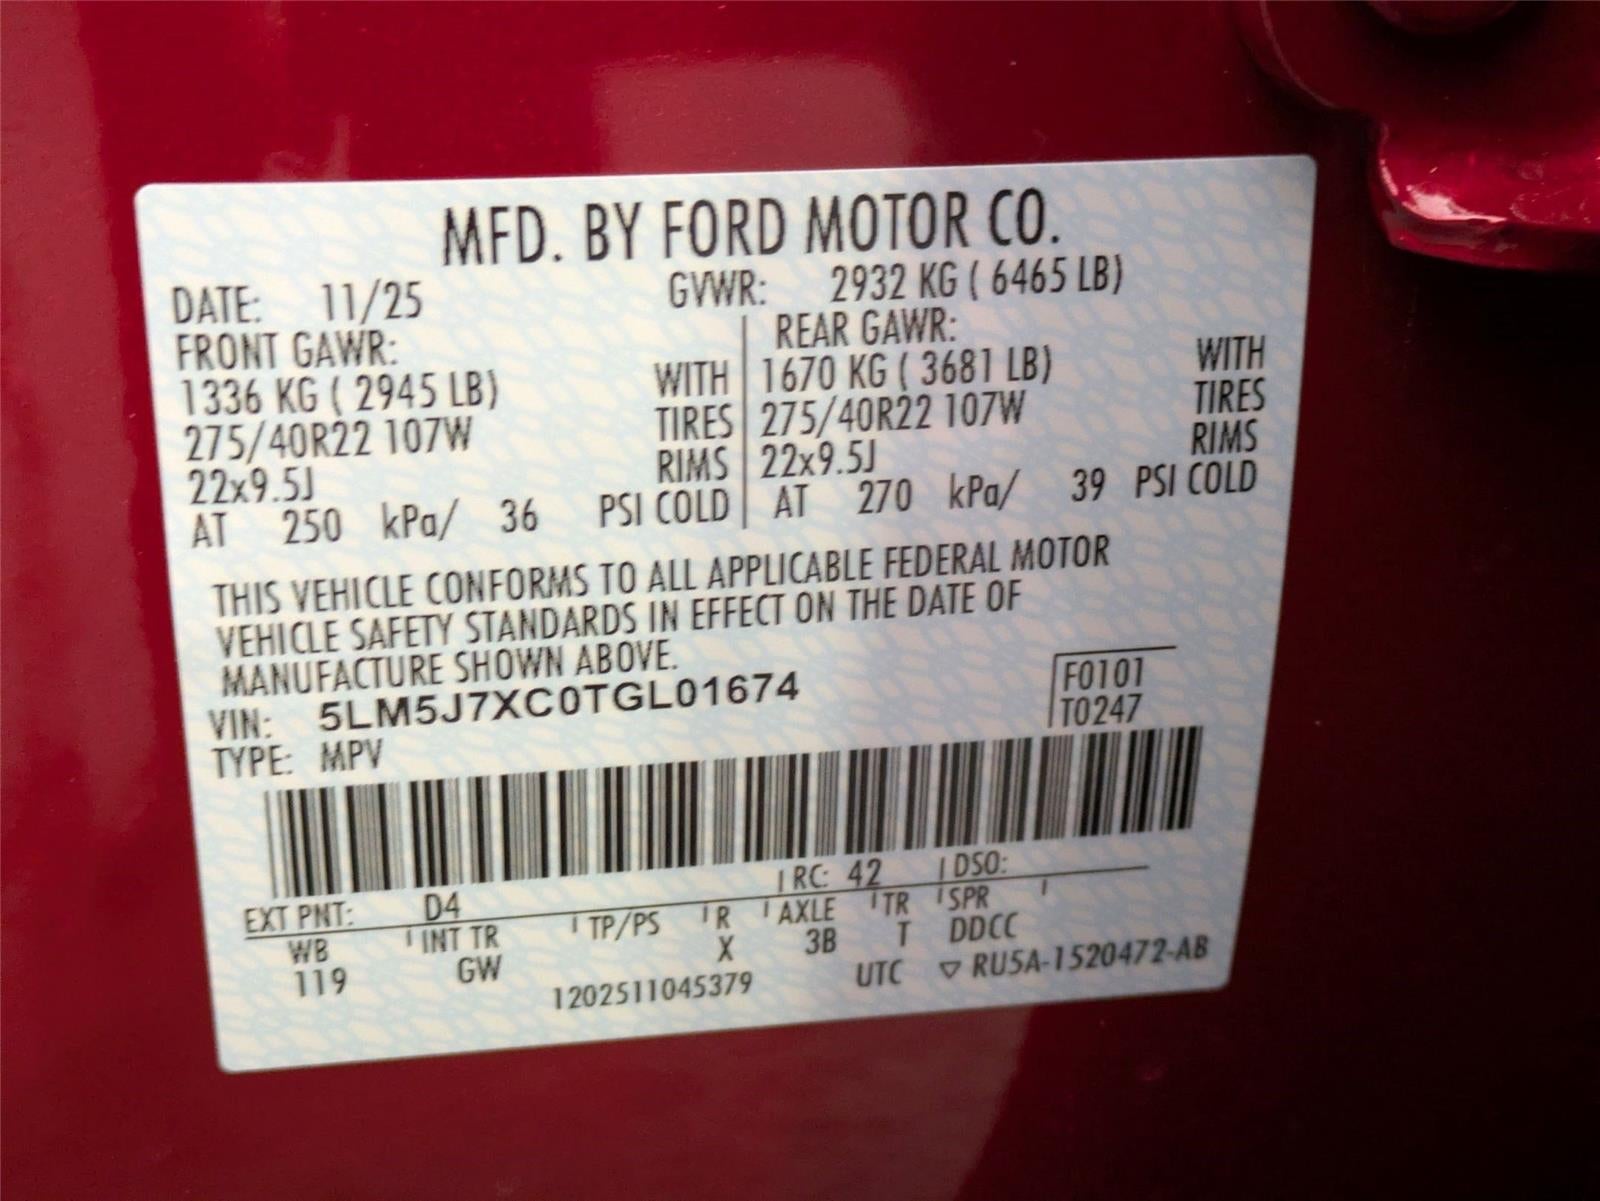 MFD. BY FORD MOTOR CO.
DATE: 11/25 GVWR: 2932 KG ( 6465 LB)
FRONT GAWR: REAR GAWR:
1336 KG ( 2945 LB) WITH 1670 KG ( 3681 LB) WITH
275/40R22 107W TIRES 275/40R22 107W TIRES
22x9.5J RIMS 22x9.5J RIMS
AT 250 kPa/ 36 PSI COLD AT 270 kPa/ 39 PSI COLD
THIS VEHICLE CONFORMS TO ALL APPLICABLE FEDERAL MOTOR
VEHICLE SAFETY STANDARDS IN EFFECT ON THE DATE OF
MANUFACTURE SHOWN ABOVE.
VIN: 5LM5J7XC0TGL01674 F0101
TYPE: MPV T0247
EXT PNT: D4 RC: 42 DSO:
WB INT TR TP/PS R AXLE TR SPR
119 GW X 3B T DDCC
1202511045379 UTC ▽ RU5A-1520472-AB